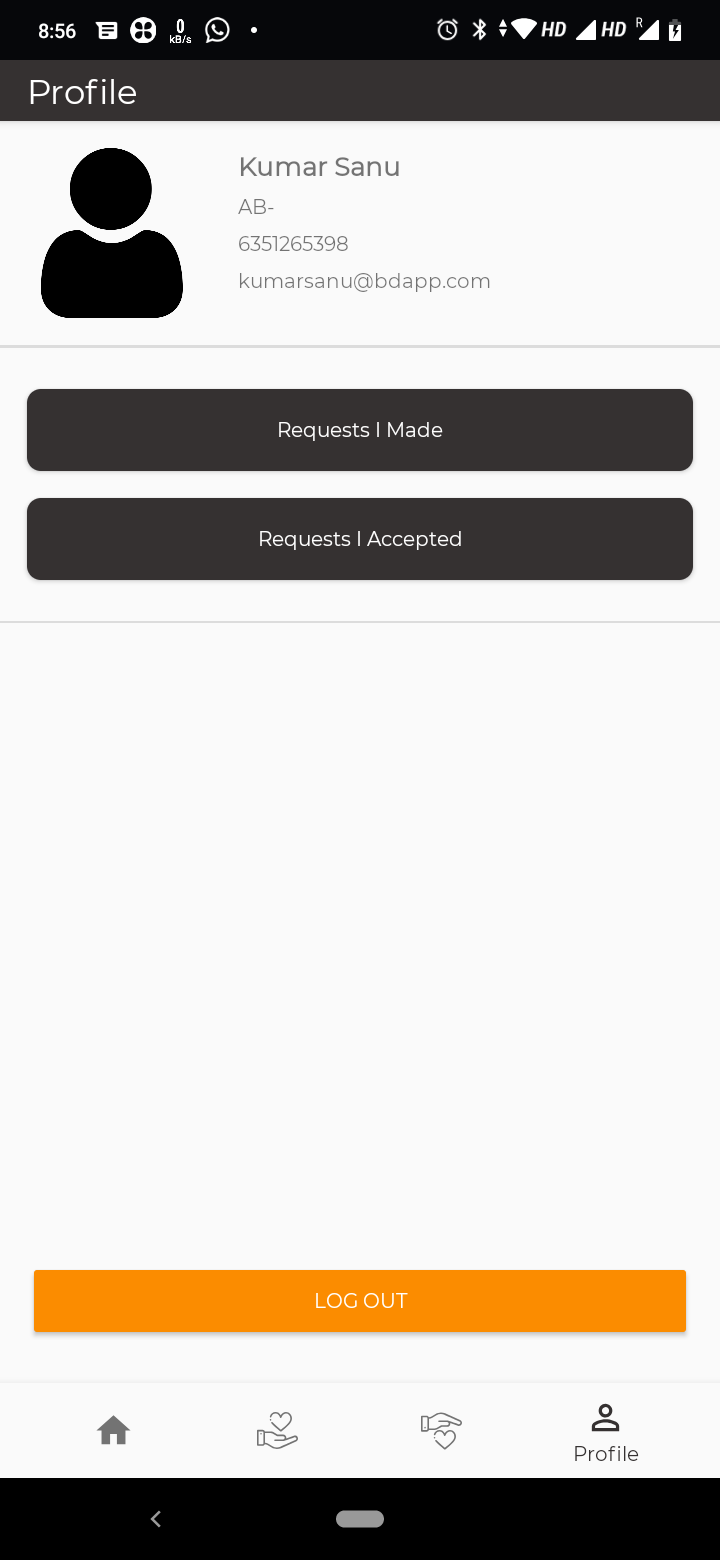 8:56
0
kB/s
HD
HD
R
Profile
Kumar Sanu
AB-
6351265398
kumarsanu@bdapp.com
Requests I Made
Requests I Accepted
LOG OUT
Profile